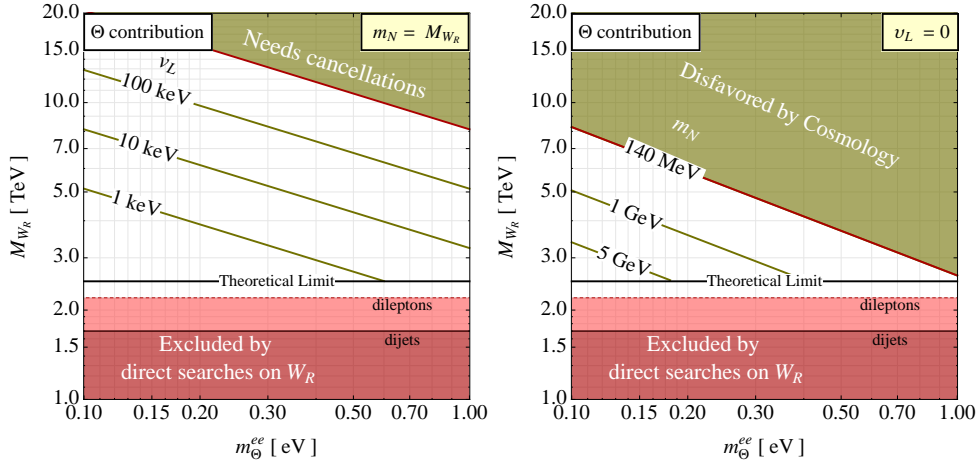 Θ contribution
m_N = M_{W_R}
Needs cancellations
ν_L
100 keV
10 keV
1 keV
Theoretical Limit
dileptons
dijets
Excluded by
direct searches on W_R
20.0
15.0
10.0
7.0
5.0
3.0
2.0
1.5
1.0
M_{W_R} [ TeV ]
0.10 0.15 0.20 0.30 0.50 0.70 1.00
m_Θ^{ee} [ eV ]
Θ contribution
υ_L = 0
Disfavored by Cosmology
m_N
140 MeV
1 GeV
5 GeV
Theoretical Limit
dileptons
dijets
Excluded by
direct searches on W_R
20.0
15.0
10.0
7.0
5.0
3.0
2.0
1.5
1.0
M_{W_R} [ TeV ]
0.10 0.15 0.20 0.30 0.50 0.70 1.00
m_Θ^{ee} [ eV ]